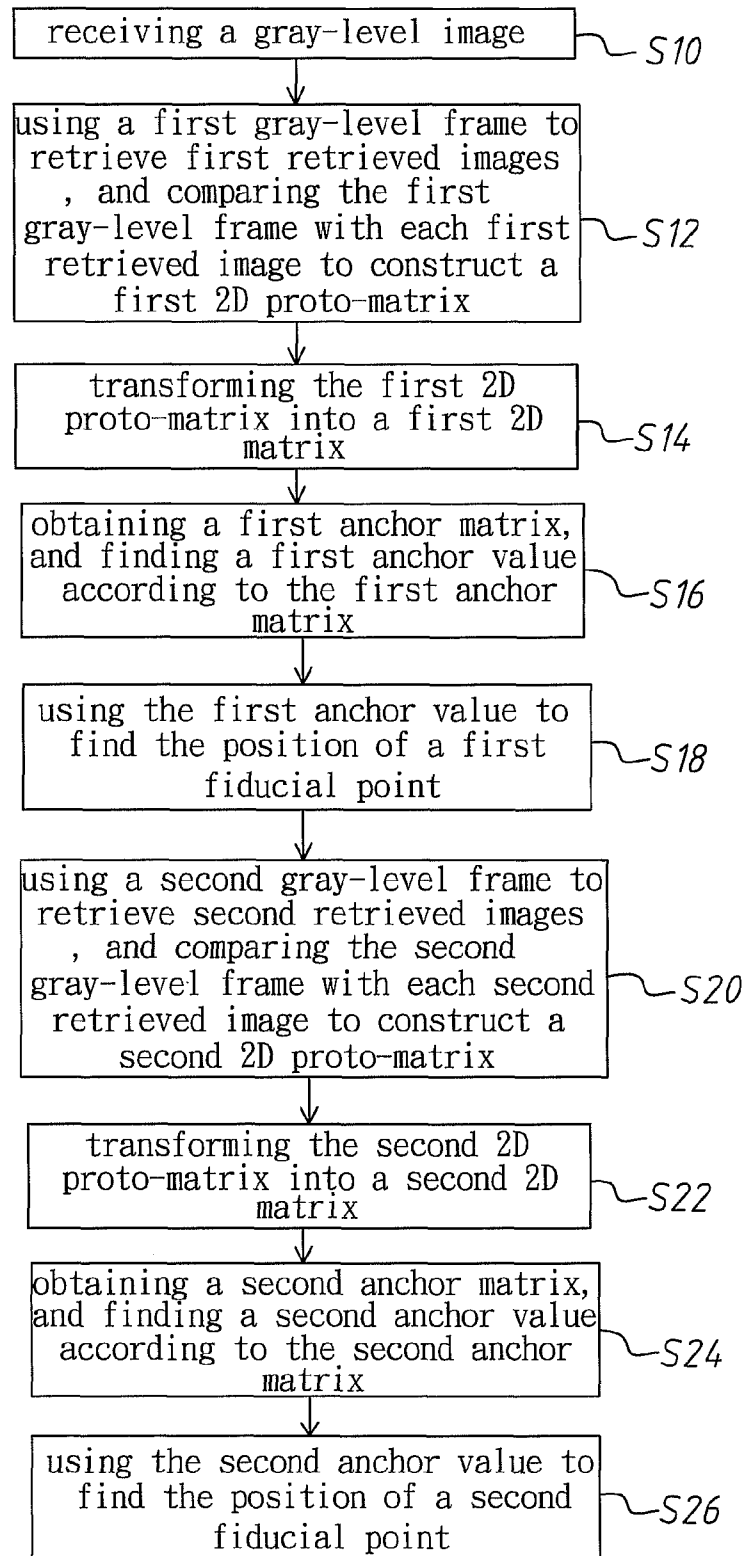 receiving a gray-level image
S10
using a first gray-level frame to
retrieve first retrieved images
, and comparing the first
gray-level frame with each first
retrieved image to construct a
first 2D proto-matrix
S12
transforming the first 2D
proto-matrix into a first 2D
matrix
S14
obtaining a first anchor matrix,
and finding a first anchor value
according to the first anchor
matrix
S16
using the first anchor value to
find the position of a first
fiducial point
S18
using a second gray-level frame to
retrieve second retrieved images
, and comparing the second
gray-level frame with each second
retrieved image to construct a
second 2D proto-matrix
S20
transforming the second 2D
proto-matrix into a second 2D
matrix
S22
obtaining a second anchor matrix,
and finding a second anchor value
according to the second anchor
matrix
S24
using the second anchor value to
find the position of a second
fiducial point
S26